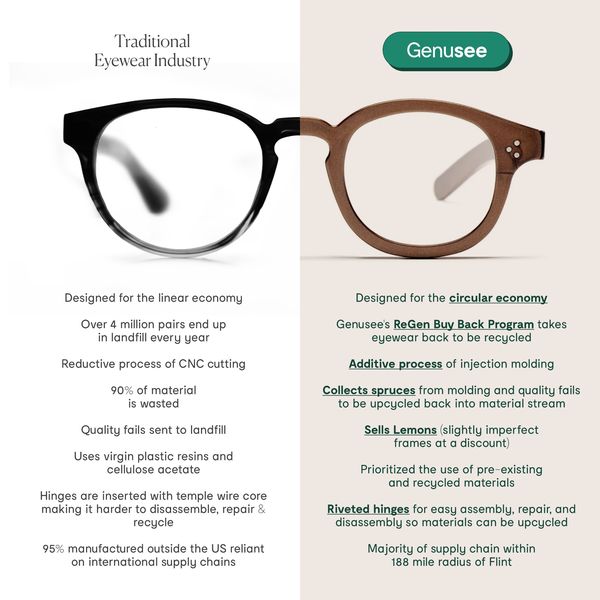 Traditional
Eyewear Industry
Genusee
Designed for the linear economy
Over 4 million pairs end up
in landfill every year
Reductive process of CNC cutting
90% of material
is wasted
Quality fails sent to landfill
Uses virgin plastic resins and
cellulose acetate
Hinges are inserted with temple wire core
making it harder to disassemble, repair &
recycle
95% manufactured outside the US reliant
on international supply chains
Designed for the circular economy
Genusee's ReGen Buy Back Program takes
eyewear back to be recycled
Additive process of injection molding
Collects spruces from molding and quality fails
to be upcycled back into material stream
Sells Lemons (slightly imperfect
frames at a discount)
Prioritized the use of pre-existing
and recycled materials
Riveted hinges for easy assembly, repair, and
disassembly so materials can be upcycled
Majority of supply chain within
188 mile radius of Flint